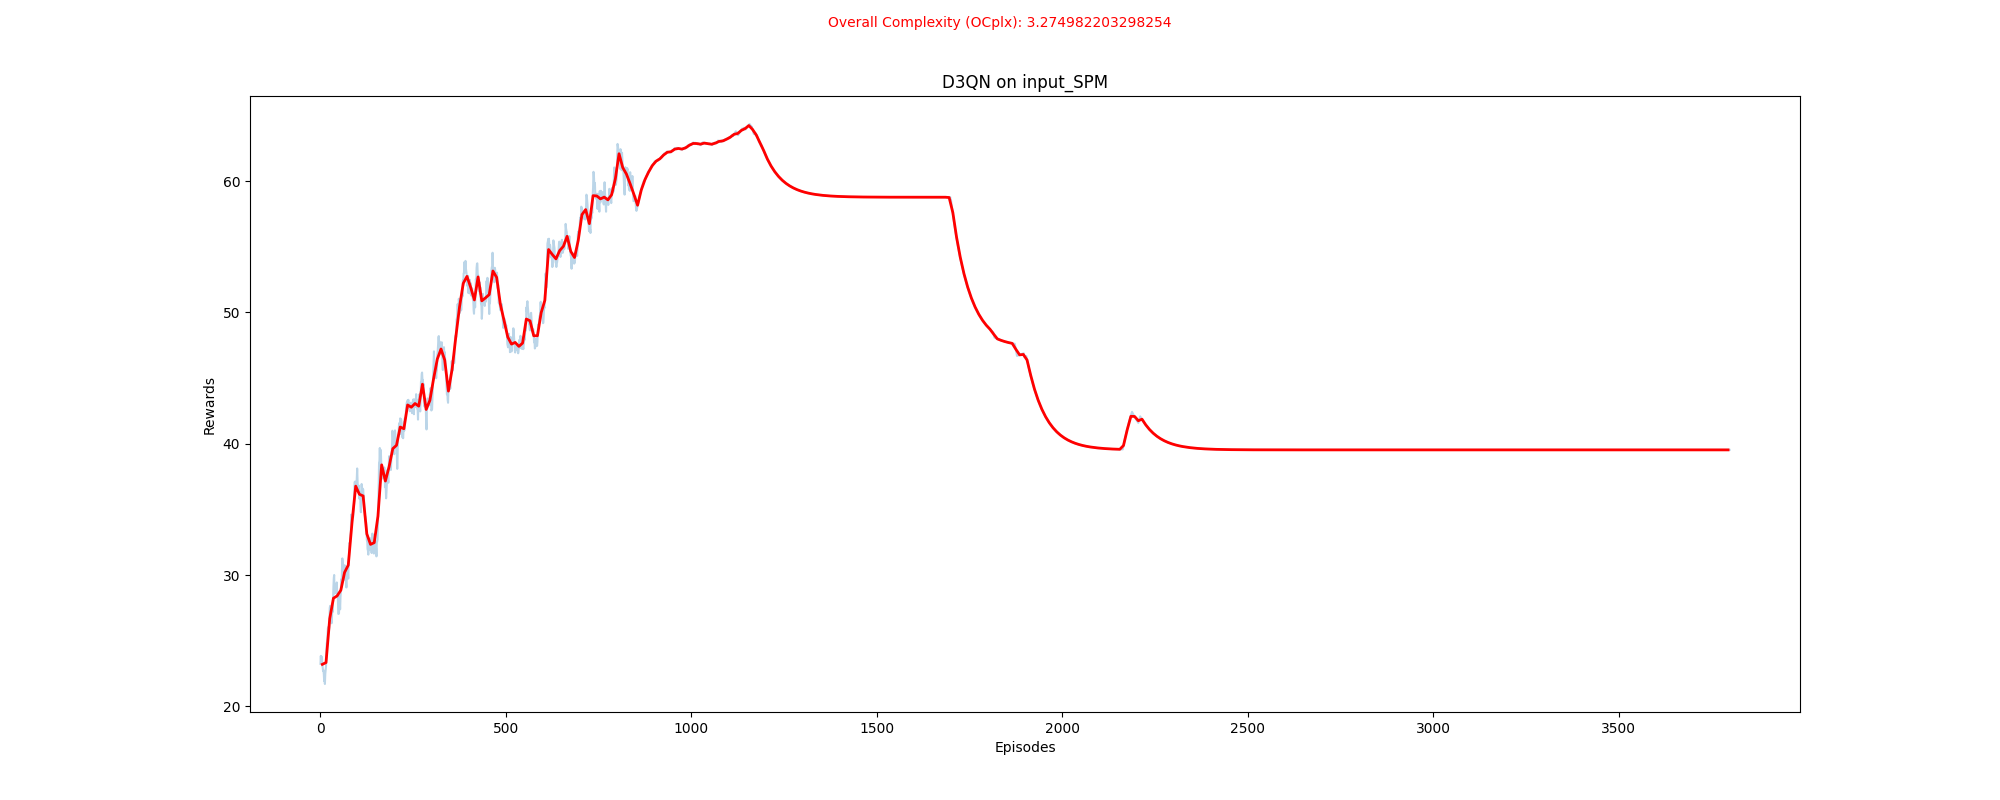 Overall Complexity (OCplx): 3.274982203298254
D3QN on input_SPM
Rewards
60
50
40
30
20
0 500 1000 1500 2000 2500 3000 3500
Episodes